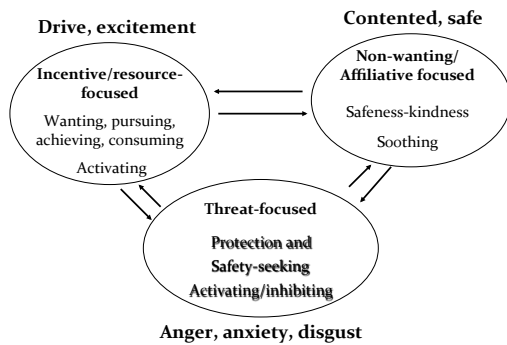 Drive, excitement
Incentive/resource-
focused
Wanting, pursuing,
achieving, consuming
Activating
Contented, safe
Non-wanting/
Affiliative focused
Safeness-kindness
Soothing
Threat-focused
Protection and
Safety-seeking
Activating/inhibiting
Anger, anxiety, disgust